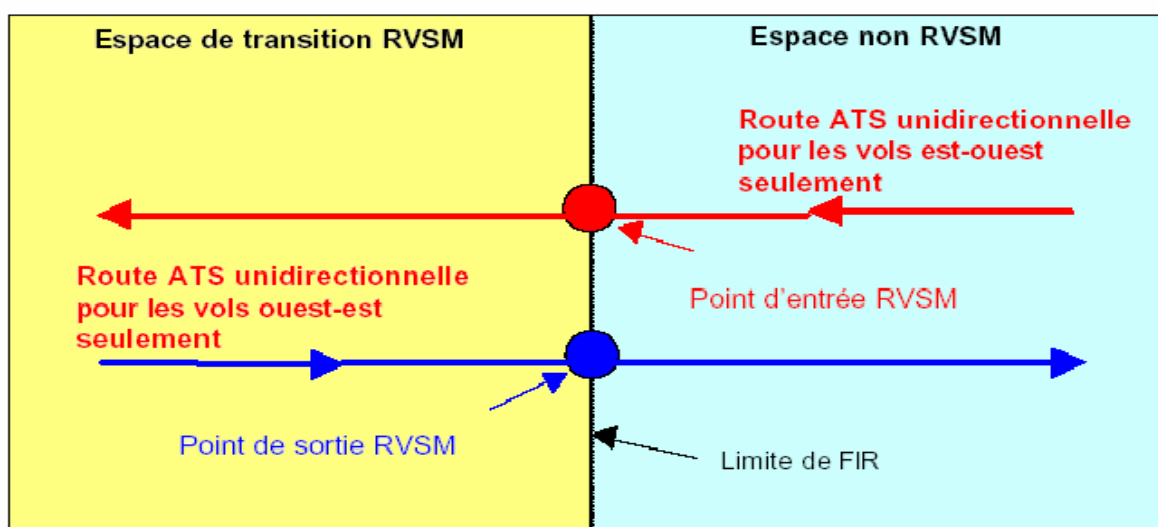 Espace de transition RVSM
Espace non RVSM
Route ATS unidirectionnelle
pour les vols est-ouest
seulement
Route ATS unidirectionnelle
pour les vols ouest-est
seulement
Point d'entrée RVSM
Point de sortie RVSM
Limite de FIR